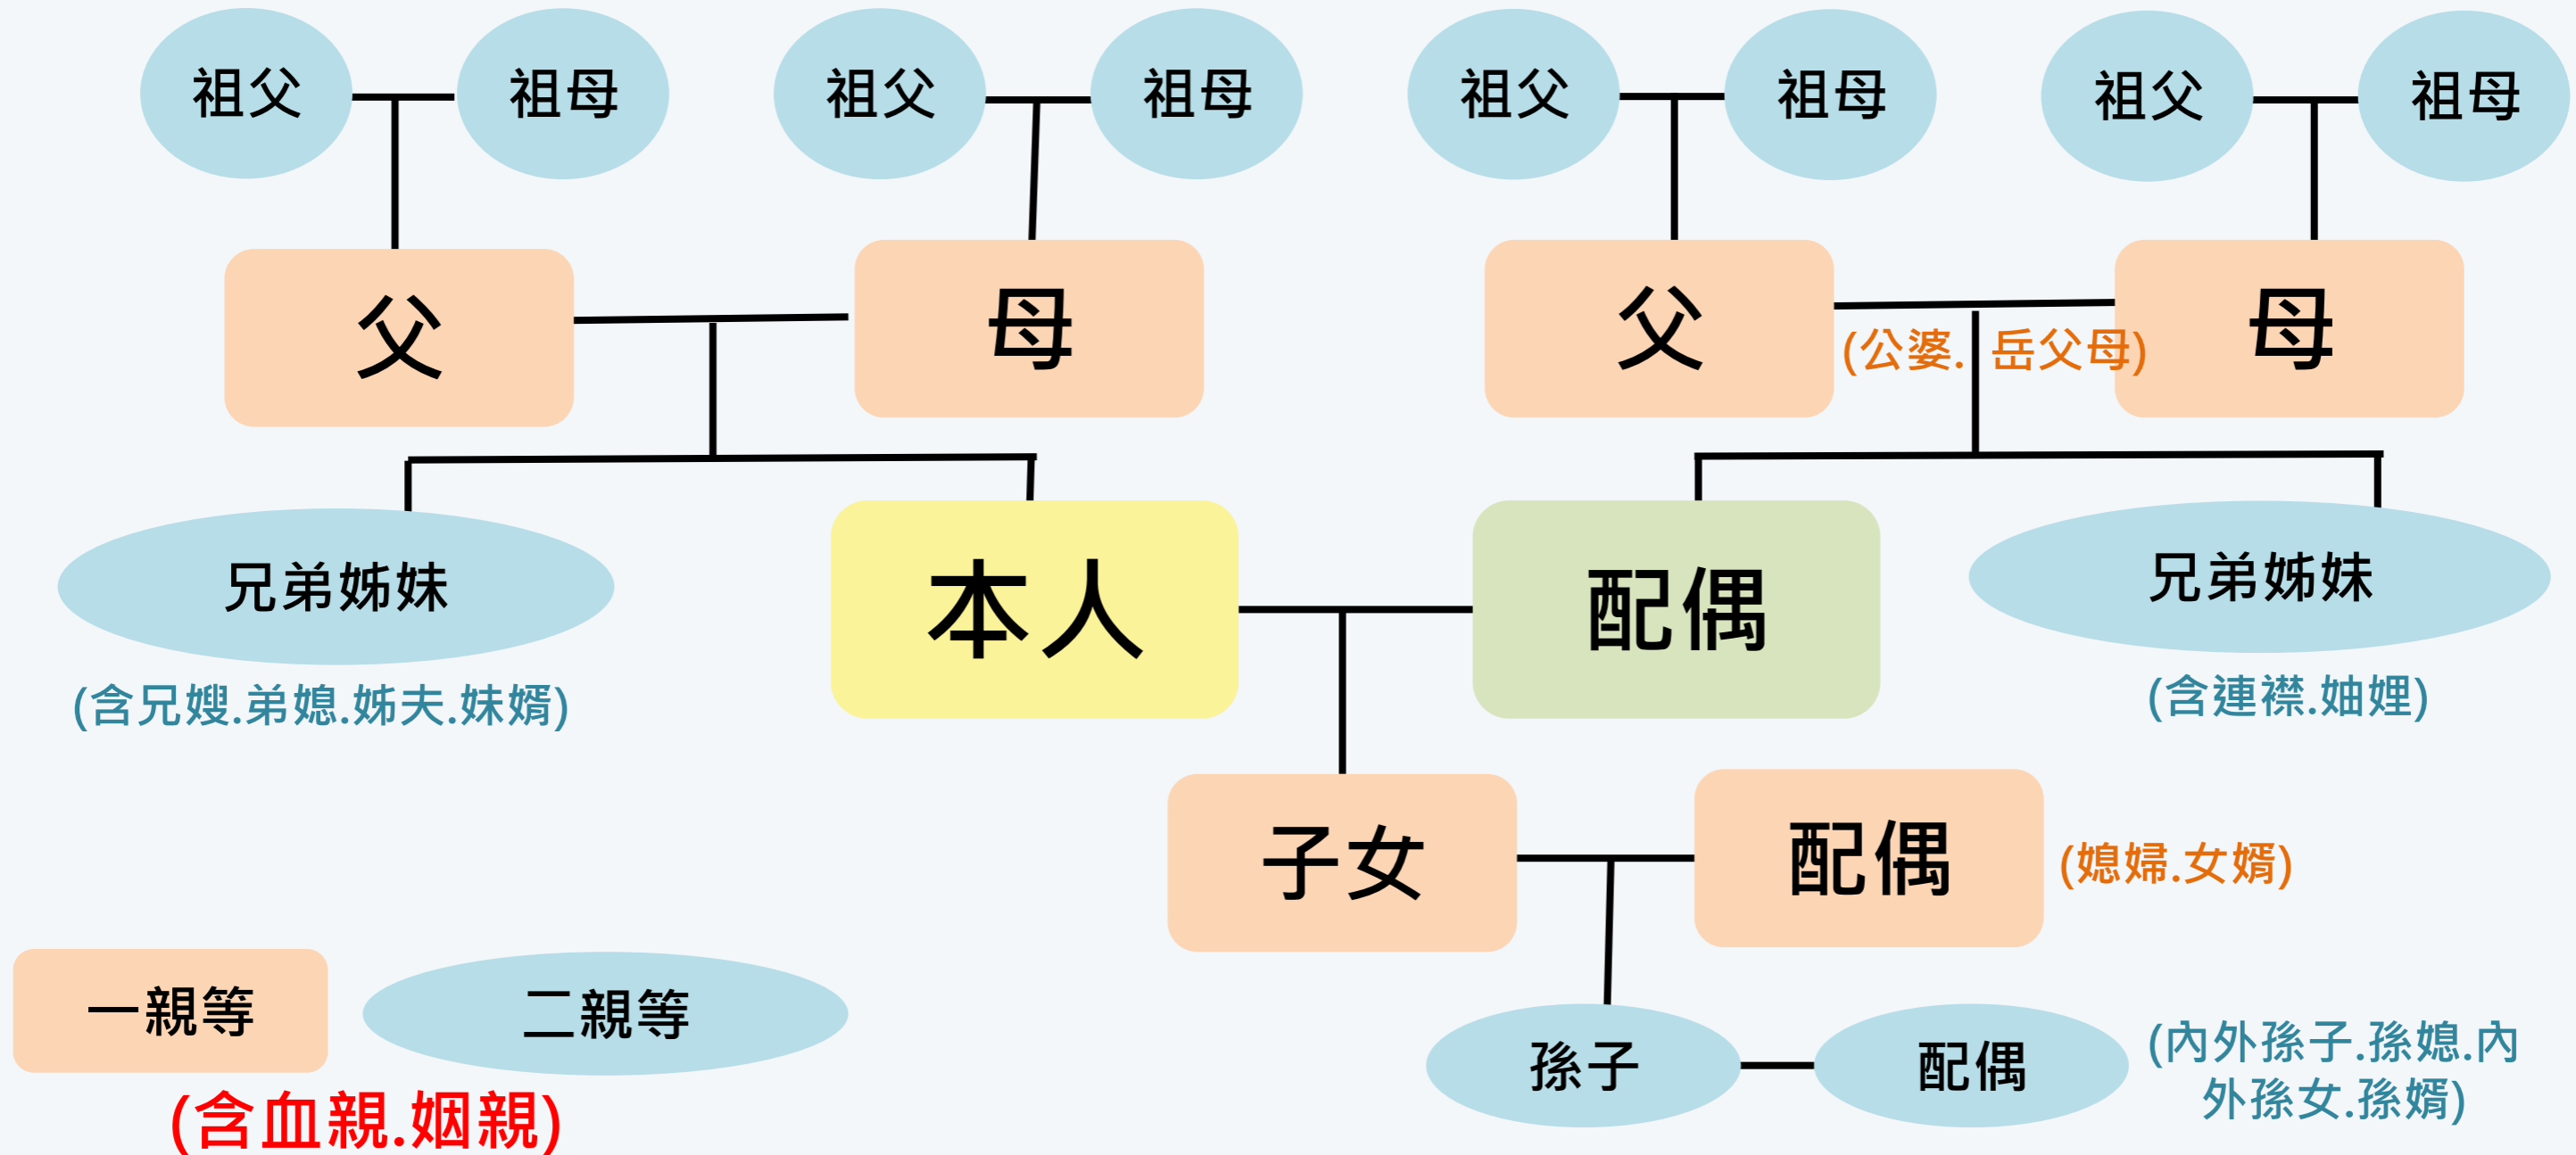 祖父
祖母
祖父
祖母
祖父
祖母
祖父
祖母
父
母
父
(公婆. 岳父母)
母
兄弟姊妹
(含兄嫂.弟媳.姊夫.妹婿)
本人
配偶
兄弟姊妹
(含連襟.妯娌)
子女
配偶
(媳婦.女婿)
一親等
二親等
(含血親.姻親)
孫子
配偶
(內外孫子.孫媳.內
外孫女.孫婿)